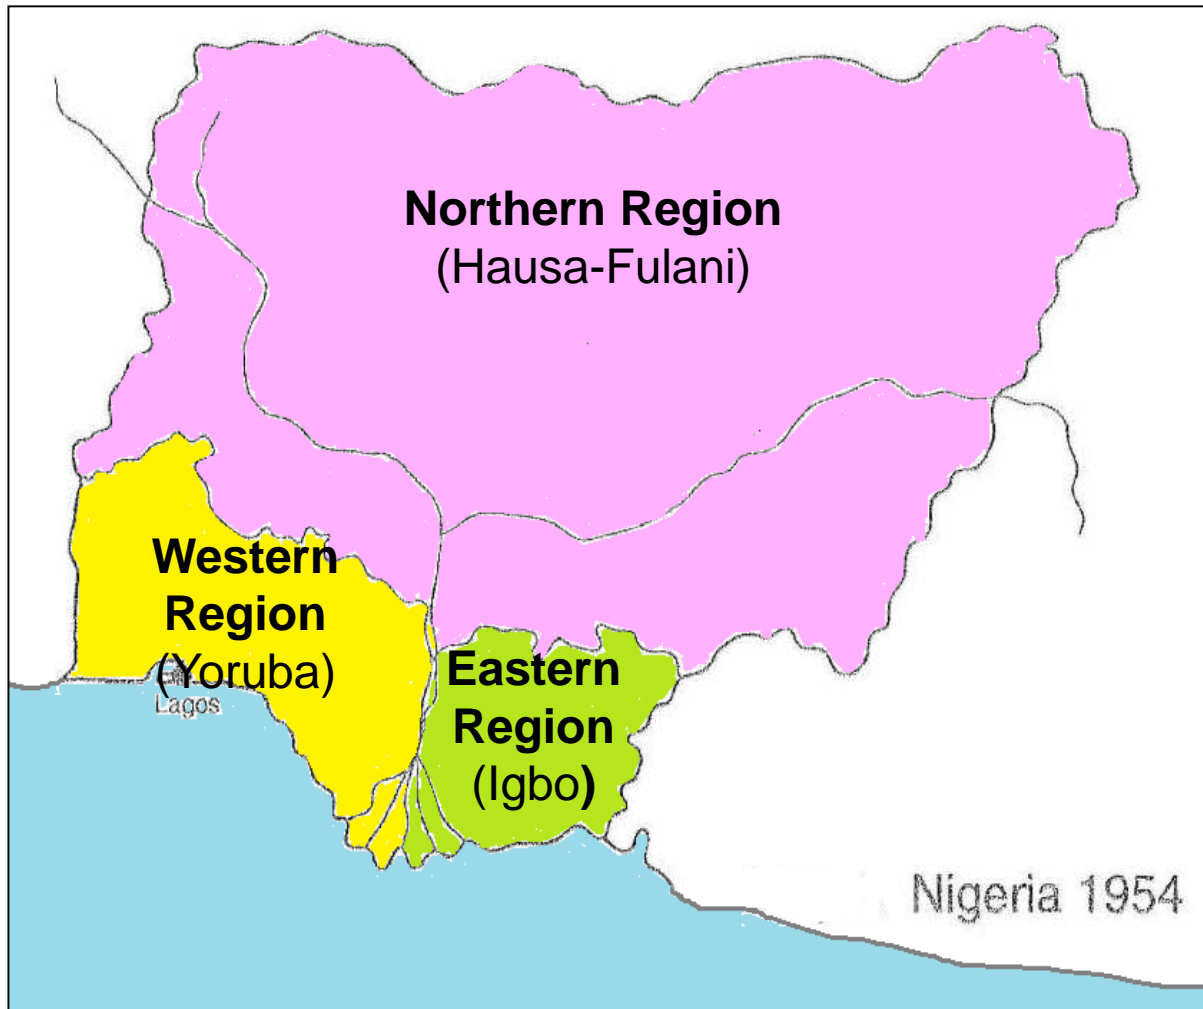 Northern Region
(Hausa-Fulani)
Western
Region
(Yoruba)
Lagos
Eastern
Region
(Igbo)
Nigeria 1954